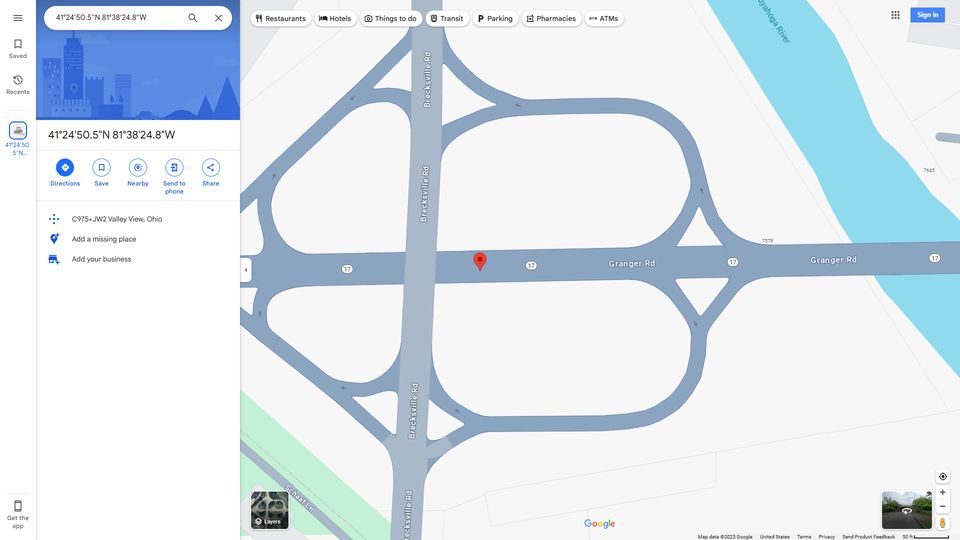 41°24'50.5"N 81°38'24.8"W
Restaurants
Hotels
Things to do
Transit
Parking
Pharmacies
ATMs
Sign in
Saved
Recents
41°24'50.
5"N...
41°24'50.5"N 81°38'24.8"W
Directions
Save
Nearby
Send to
phone
Share
C975+JW2 Valley View, Ohio
Add a missing place
Add your business
Get the
app
Brecksville Rd
Brecksville Rd
Brecksville Rd
Brecksville Rd
Cuyahoga River
7645
7579
17
17
Granger Rd
17
Granger Rd
17
Schaaf Ln
Layers
Google
Map data ©2025 Google
United States
Terms
Privacy
Send Product Feedback
50 ft